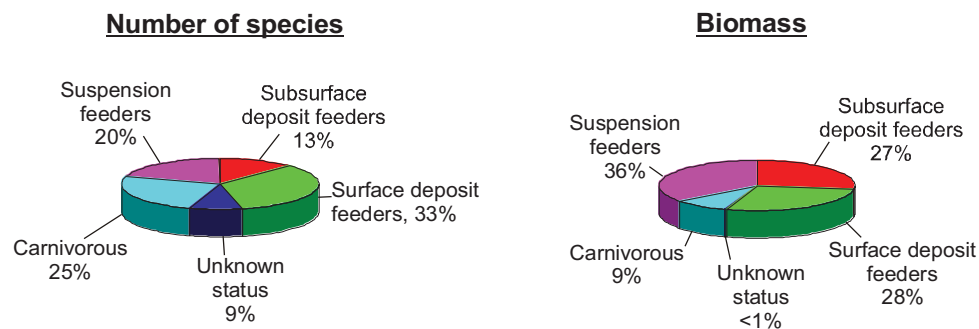 Number of species
Suspension
feeders
20%
Subsurface
deposit feeders
13%
Surface deposit
feeders, 33%
Unknown
status
9%
Carnivorous
25%
Biomass
Suspension
feeders
36%
Subsurface
deposit feeders
27%
Surface deposit
feeders
28%
Unknown
status
<1%
Carnivorous
9%